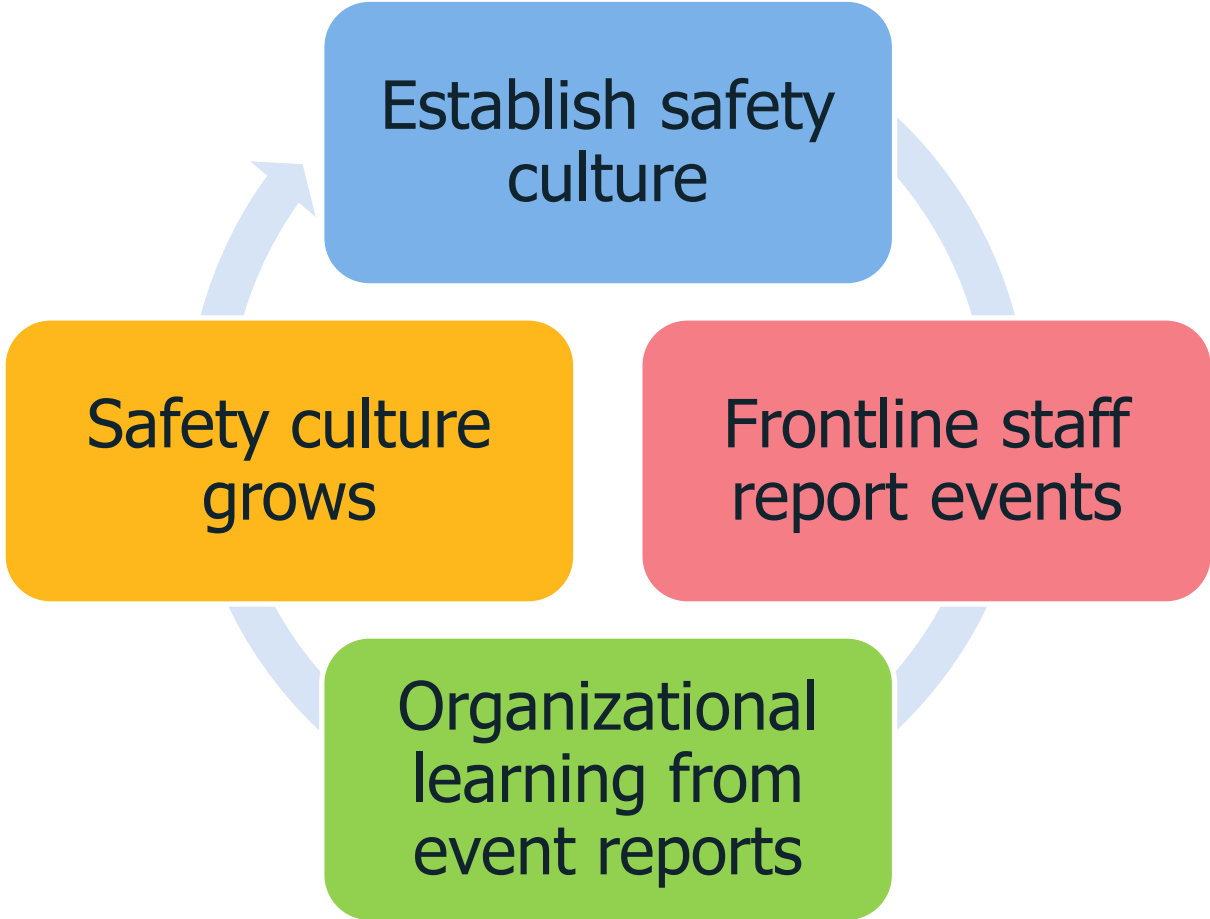 Establish safety
culture
Frontline staff
report events
Organizational
learning from
event reports
Safety culture
grows